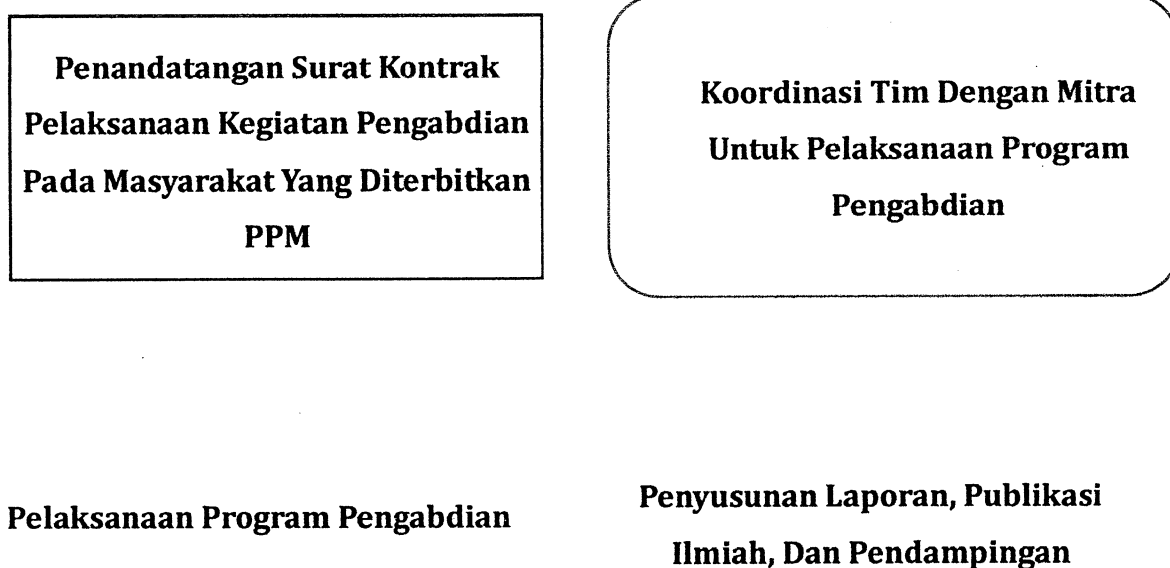 Penandatangan Surat Kontrak
Pelaksanaan Kegiatan Pengabdian
Pada Masyarakat Yang Diterbitkan
PPM
Koordinasi Tim Dengan Mitra
Untuk Pelaksanaan Program
Pengabdian
Pelaksanaan Program Pengabdian
Penyusunan Laporan, Publikasi
Ilmiah, Dan Pendampingan